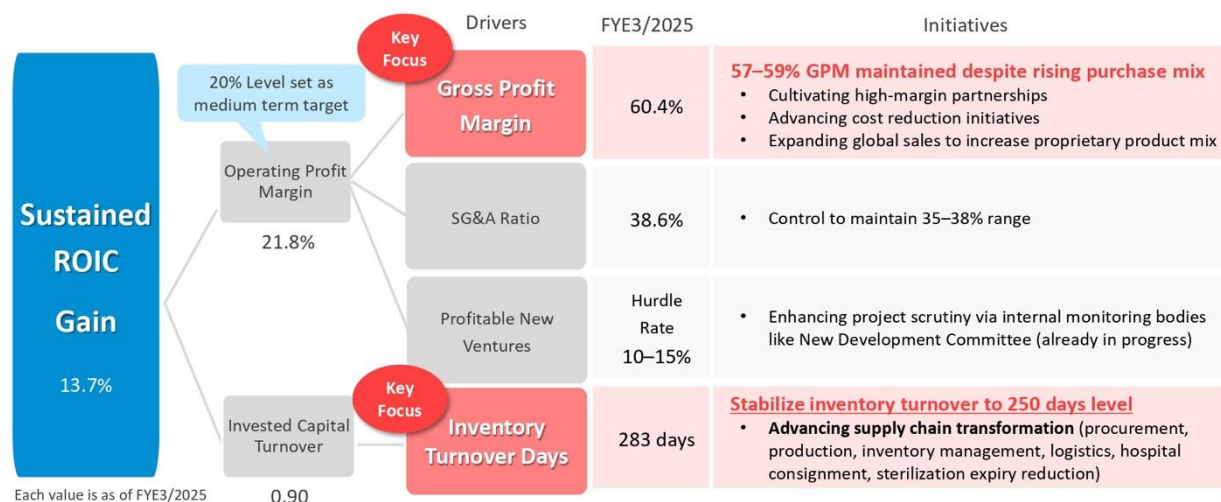 Drivers
FYE3/2025
Initiatives
Sustained
ROIC
Gain
13.7%
20% Level set as
medium term target
Operating Profit
Margin
21.8%
Invested Capital
Turnover
0.90
Key
Focus
Gross Profit
Margin
60.4%
57–59% GPM maintained despite rising purchase mix
• Cultivating high-margin partnerships
• Advancing cost reduction initiatives
• Expanding global sales to increase proprietary product mix
SG&A Ratio
38.6%
• Control to maintain 35–38% range
Profitable New
Ventures
Hurdle
Rate
10–15%
• Enhancing project scrutiny via internal monitoring bodies
like New Development Committee (already in progress)
Key
Focus
Inventory
Turnover Days
283 days
Stabilize inventory turnover to 250 days level
• Advancing supply chain transformation (procurement,
production, inventory management, logistics, hospital
consignment, sterilization expiry reduction)
Each value is as of FYE3/2025